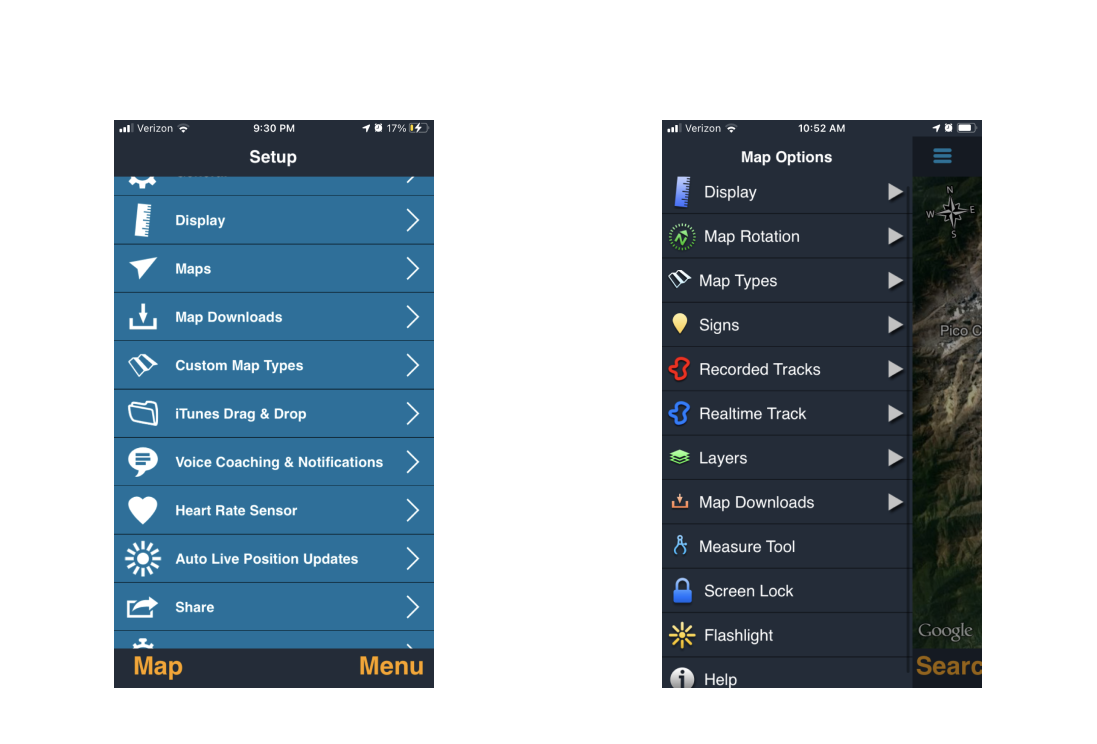 Verizon 9:30 PM 17%
Setup
Display
Maps
Map Downloads
Custom Map Types
iTunes Drag & Drop
Voice Coaching & Notifications
Heart Rate Sensor
Auto Live Position Updates
Share
Map Menu
Verizon 10:52 AM
Map Options
Display
Map Rotation
Map Types
Signs
Recorded Tracks
Realtime Track
Layers
Map Downloads
Measure Tool
Screen Lock
Flashlight
Help
N
W E
S
Pico C
Google
Searc